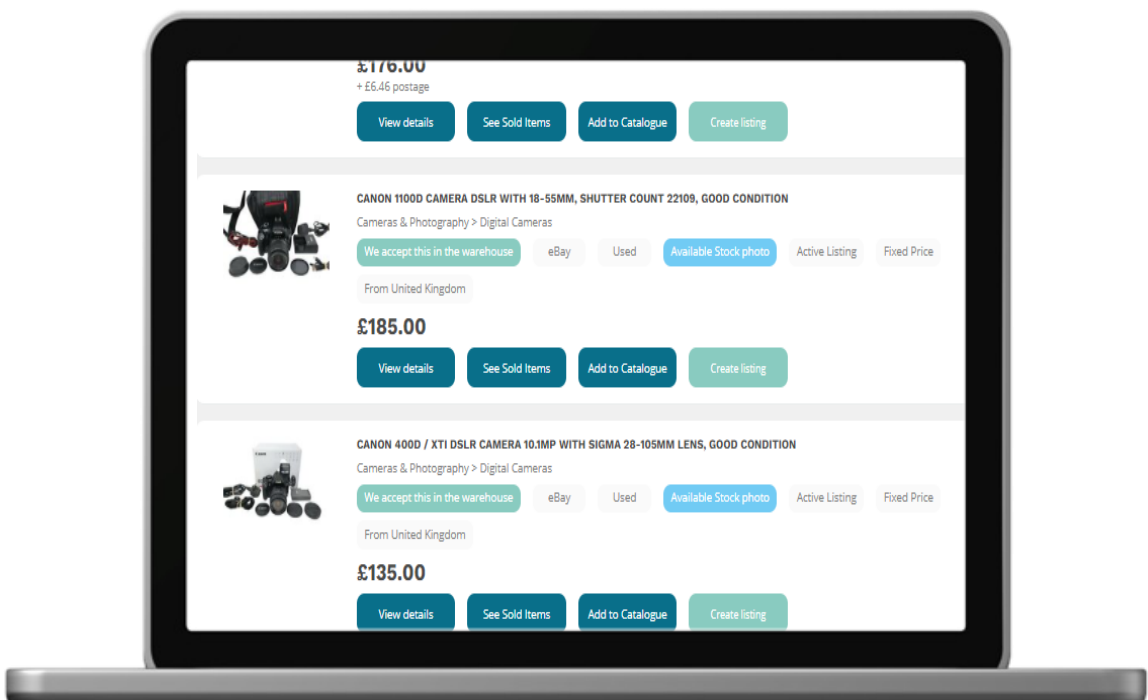 £176.00
+ £6.46 postage
View details See Sold Items Add to Catalogue Create listing
CANON 1100D CAMERA DSLR WITH 18-55MM, SHUTTER COUNT 22109, GOOD CONDITION
Cameras & Photography > Digital Cameras
We accept this in the warehouse eBay Used Available Stock photo Active Listing Fixed Price
From United Kingdom
£185.00
View details See Sold Items Add to Catalogue Create listing
CANON 400D / XTI DSLR CAMERA 10.1MP WITH SIGMA 28-105MM LENS, GOOD CONDITION
Cameras & Photography > Digital Cameras
We accept this in the warehouse eBay Used Available Stock photo Active Listing Fixed Price
From United Kingdom
£135.00
View details See Sold Items Add to Catalogue Create listing